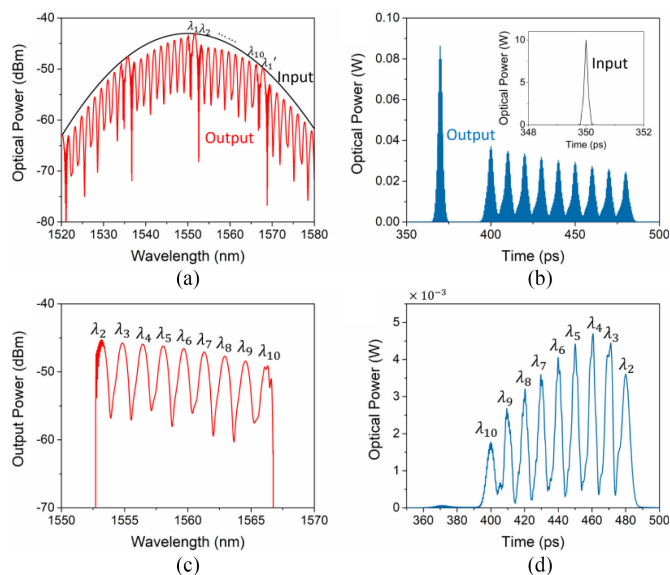 -40
-50
-60
-70
-80
1520 1530 1540 1550 1560 1570 1580
Optical Power (dBm)
Wavelength (nm)
λ₁λ₂ ...... λ₁₀λ₁'
Input
Output
(a)
0.10
0.08
0.06
0.04
0.02
0.00
350 400 450 500
Optical Power (W)
Time (ps)
Output
10
5
0
348 350 352
Optical Power (W)
Time (ps)
Input
(b)
-40
-50
-60
-70
1550 1555 1560 1565 1570
Output Power (dBm)
Wavelength (nm)
λ₂ λ₃ λ₄ λ₅ λ₆ λ₇ λ₈ λ₉ λ₁₀
(c)
× 10⁻³
5
4
3
2
1
0
350 360 380 400 420 440 460 480 500
Optical Power (W)
Time (ps)
λ₁₀ λ₉ λ₈ λ₇ λ₆ λ₅ λ₄ λ₃ λ₂
(d)